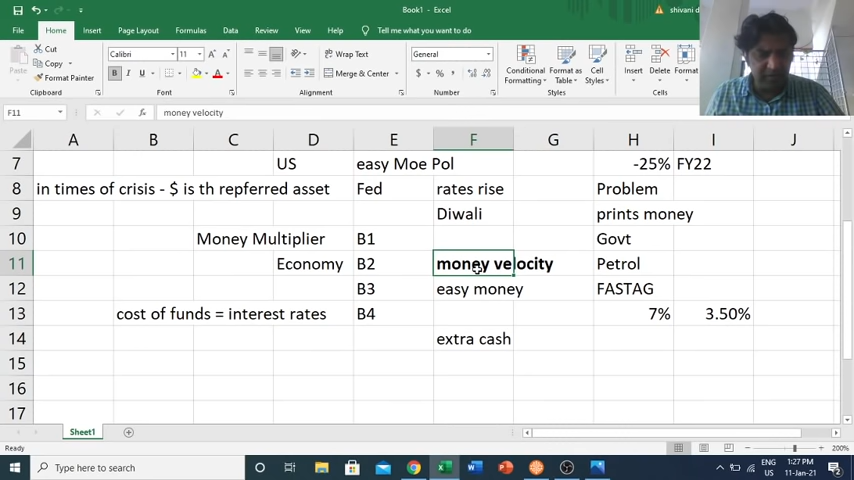 Book1 - Excel
shivani d
File Home Insert Page Layout Formulas Data Review View Help Tell me what you want to do
Cut
Copy
Format Painter
Paste
Clipboard
Calibri 11
B I U
Font
Wrap Text
Merge & Center
Alignment
General
$ % ,
Number
Conditional Formatting
Format as Table
Cell Styles
Styles
Insert Delete Format
Cells
F11 fx money velocity
A B C D E F G H I J
7 US easy Moe Pol -25% FY22
8 in times of crisis - $ is th repferred asset Fed rates rise Problem
9 Diwali prints money
10 Money Multiplier B1 Govt
11 Economy B2 money velocity Petrol
12 B3 easy money FASTAG
13 cost of funds = interest rates B4 7% 3.50%
14 extra cash
15
16
17
Sheet1
Ready 200%
Type here to search
ENG
US
1:27 PM
11-Jan-21
2